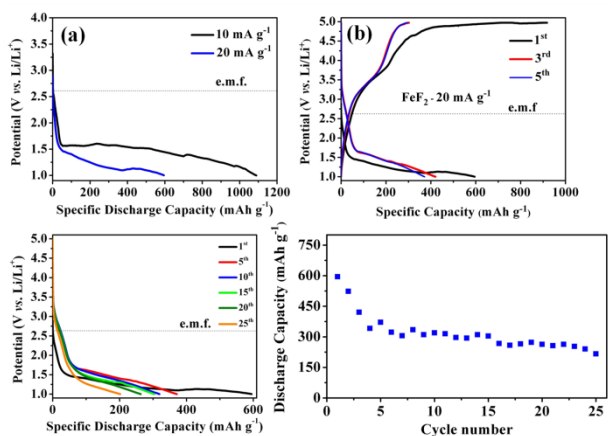 (a)
10 mA g⁻¹
20 mA g⁻¹
e.m.f.
Potential (V vs. Li/Li⁺)
4.0
3.5
3.0
2.5
2.0
1.5
1.0
0 200 400 600 800 1000 1200
Specific Discharge Capacity (mAh g⁻¹)
(b)
1ˢᵗ
3ʳᵈ
5ᵗʰ
FeF₂ - 20 mA g⁻¹
e.m.f
Potential (V vs. Li/Li⁺)
5.0
4.5
4.0
3.5
3.0
2.5
2.0
1.5
1.0
0 200 400 600 800 1000
Specific Capacity (mAh g⁻¹)
1ˢᵗ
5ᵗʰ
10ᵗʰ
15ᵗʰ
20ᵗʰ
25ᵗʰ
e.m.f.
Potential (V vs. Li/Li⁺)
5.0
4.5
4.0
3.5
3.0
2.5
2.0
1.5
1.0
0 100 200 300 400 500 600
Specific Discharge Capacity (mAh g⁻¹)
Discharge Capacity (mAh g⁻¹)
750
600
450
300
150
0
0 5 10 15 20 25
Cycle number